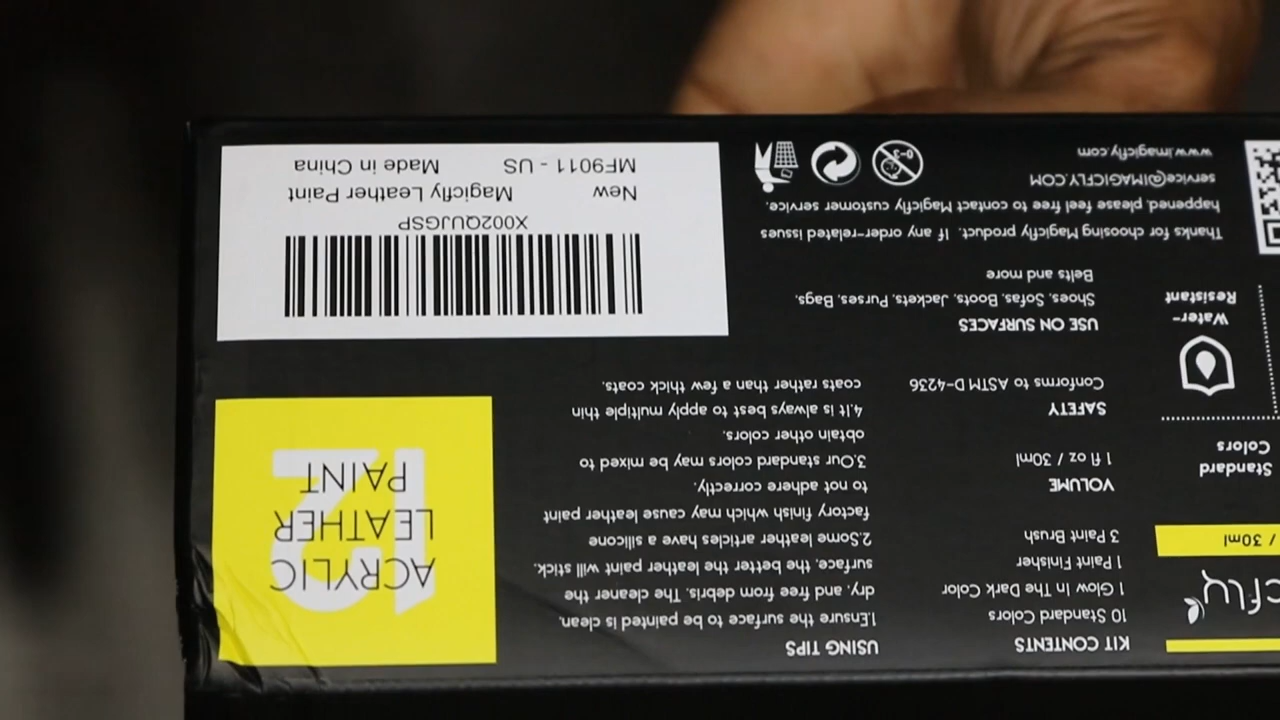 KIT CONTENTS
10 Standard Colors
1 Glow In The Dark Color
1 Paint Finisher
3 Paint Brush
VOLUME
1 fl oz / 30ml
SAFETY
Conforms to ASTM D-4236
USE ON SURFACES
Shoes, Sofas, Boots, Jackets, Purses, Bags,
Belts and more
Thanks for choosing Magicfly product. If any order-related issues
happened, please feel free to contact Magicfly customer service.
service@IMAGICFLY.COM
www.imagicfly.com
0-3
USING TIPS
1.Ensure the surface to be painted is clean,
dry, and free from debris. The cleaner the
surface, the better the leather paint will stick.
2.Some leather articles have a silicone
factory finish which may cause leather paint
to not adhere correctly.
3.Our standard colors may be mixed to
obtain other colors.
4.It is always best to apply multiple thin
coats rather than a few thick coats.
12
ACRYLIC
LEATHER
PAINT
X002QUJGSP
New Magicfly Leather Paint
MF9011 - US Made in China
cfly
/ 30ml
Standard
Colors
Water-
Resistant